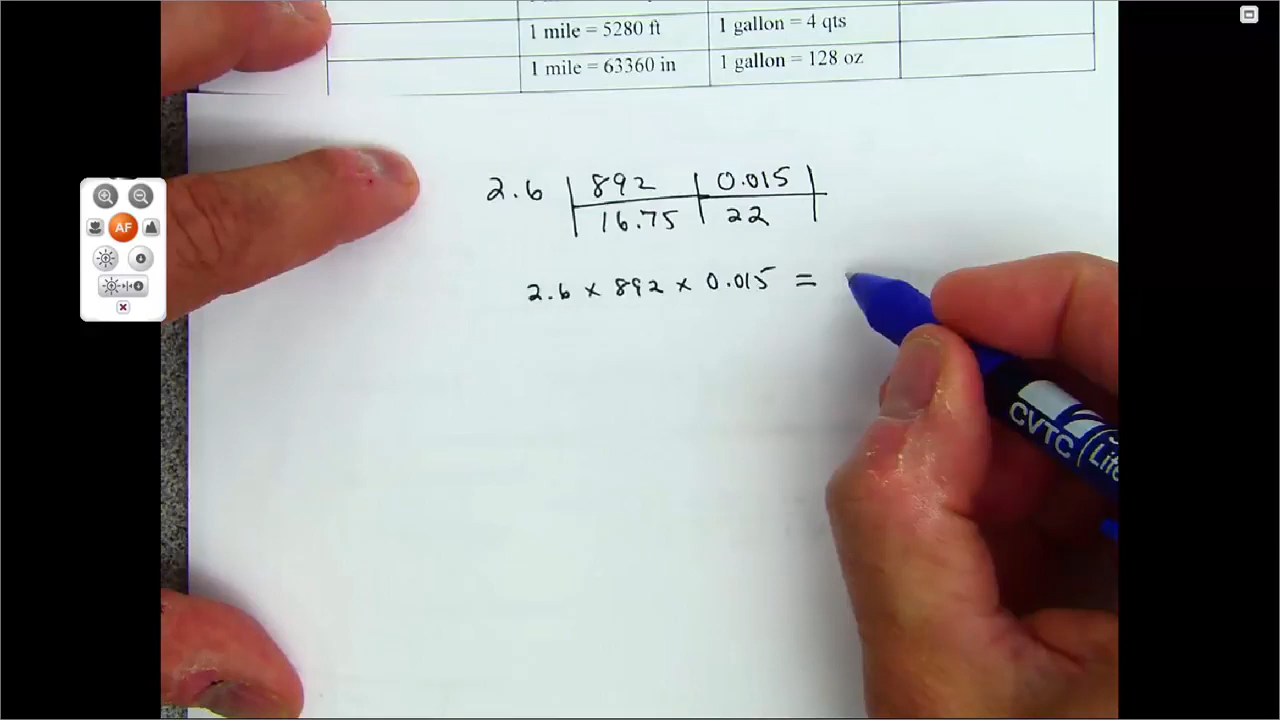 1 mile = 5280 ft 1 gallon = 4 qts
1 mile = 63360 in 1 gallon = 128 oz
2.6 892 0.015
16.75 22
2.6 × 892 × 0.015 =
AF
CVTC